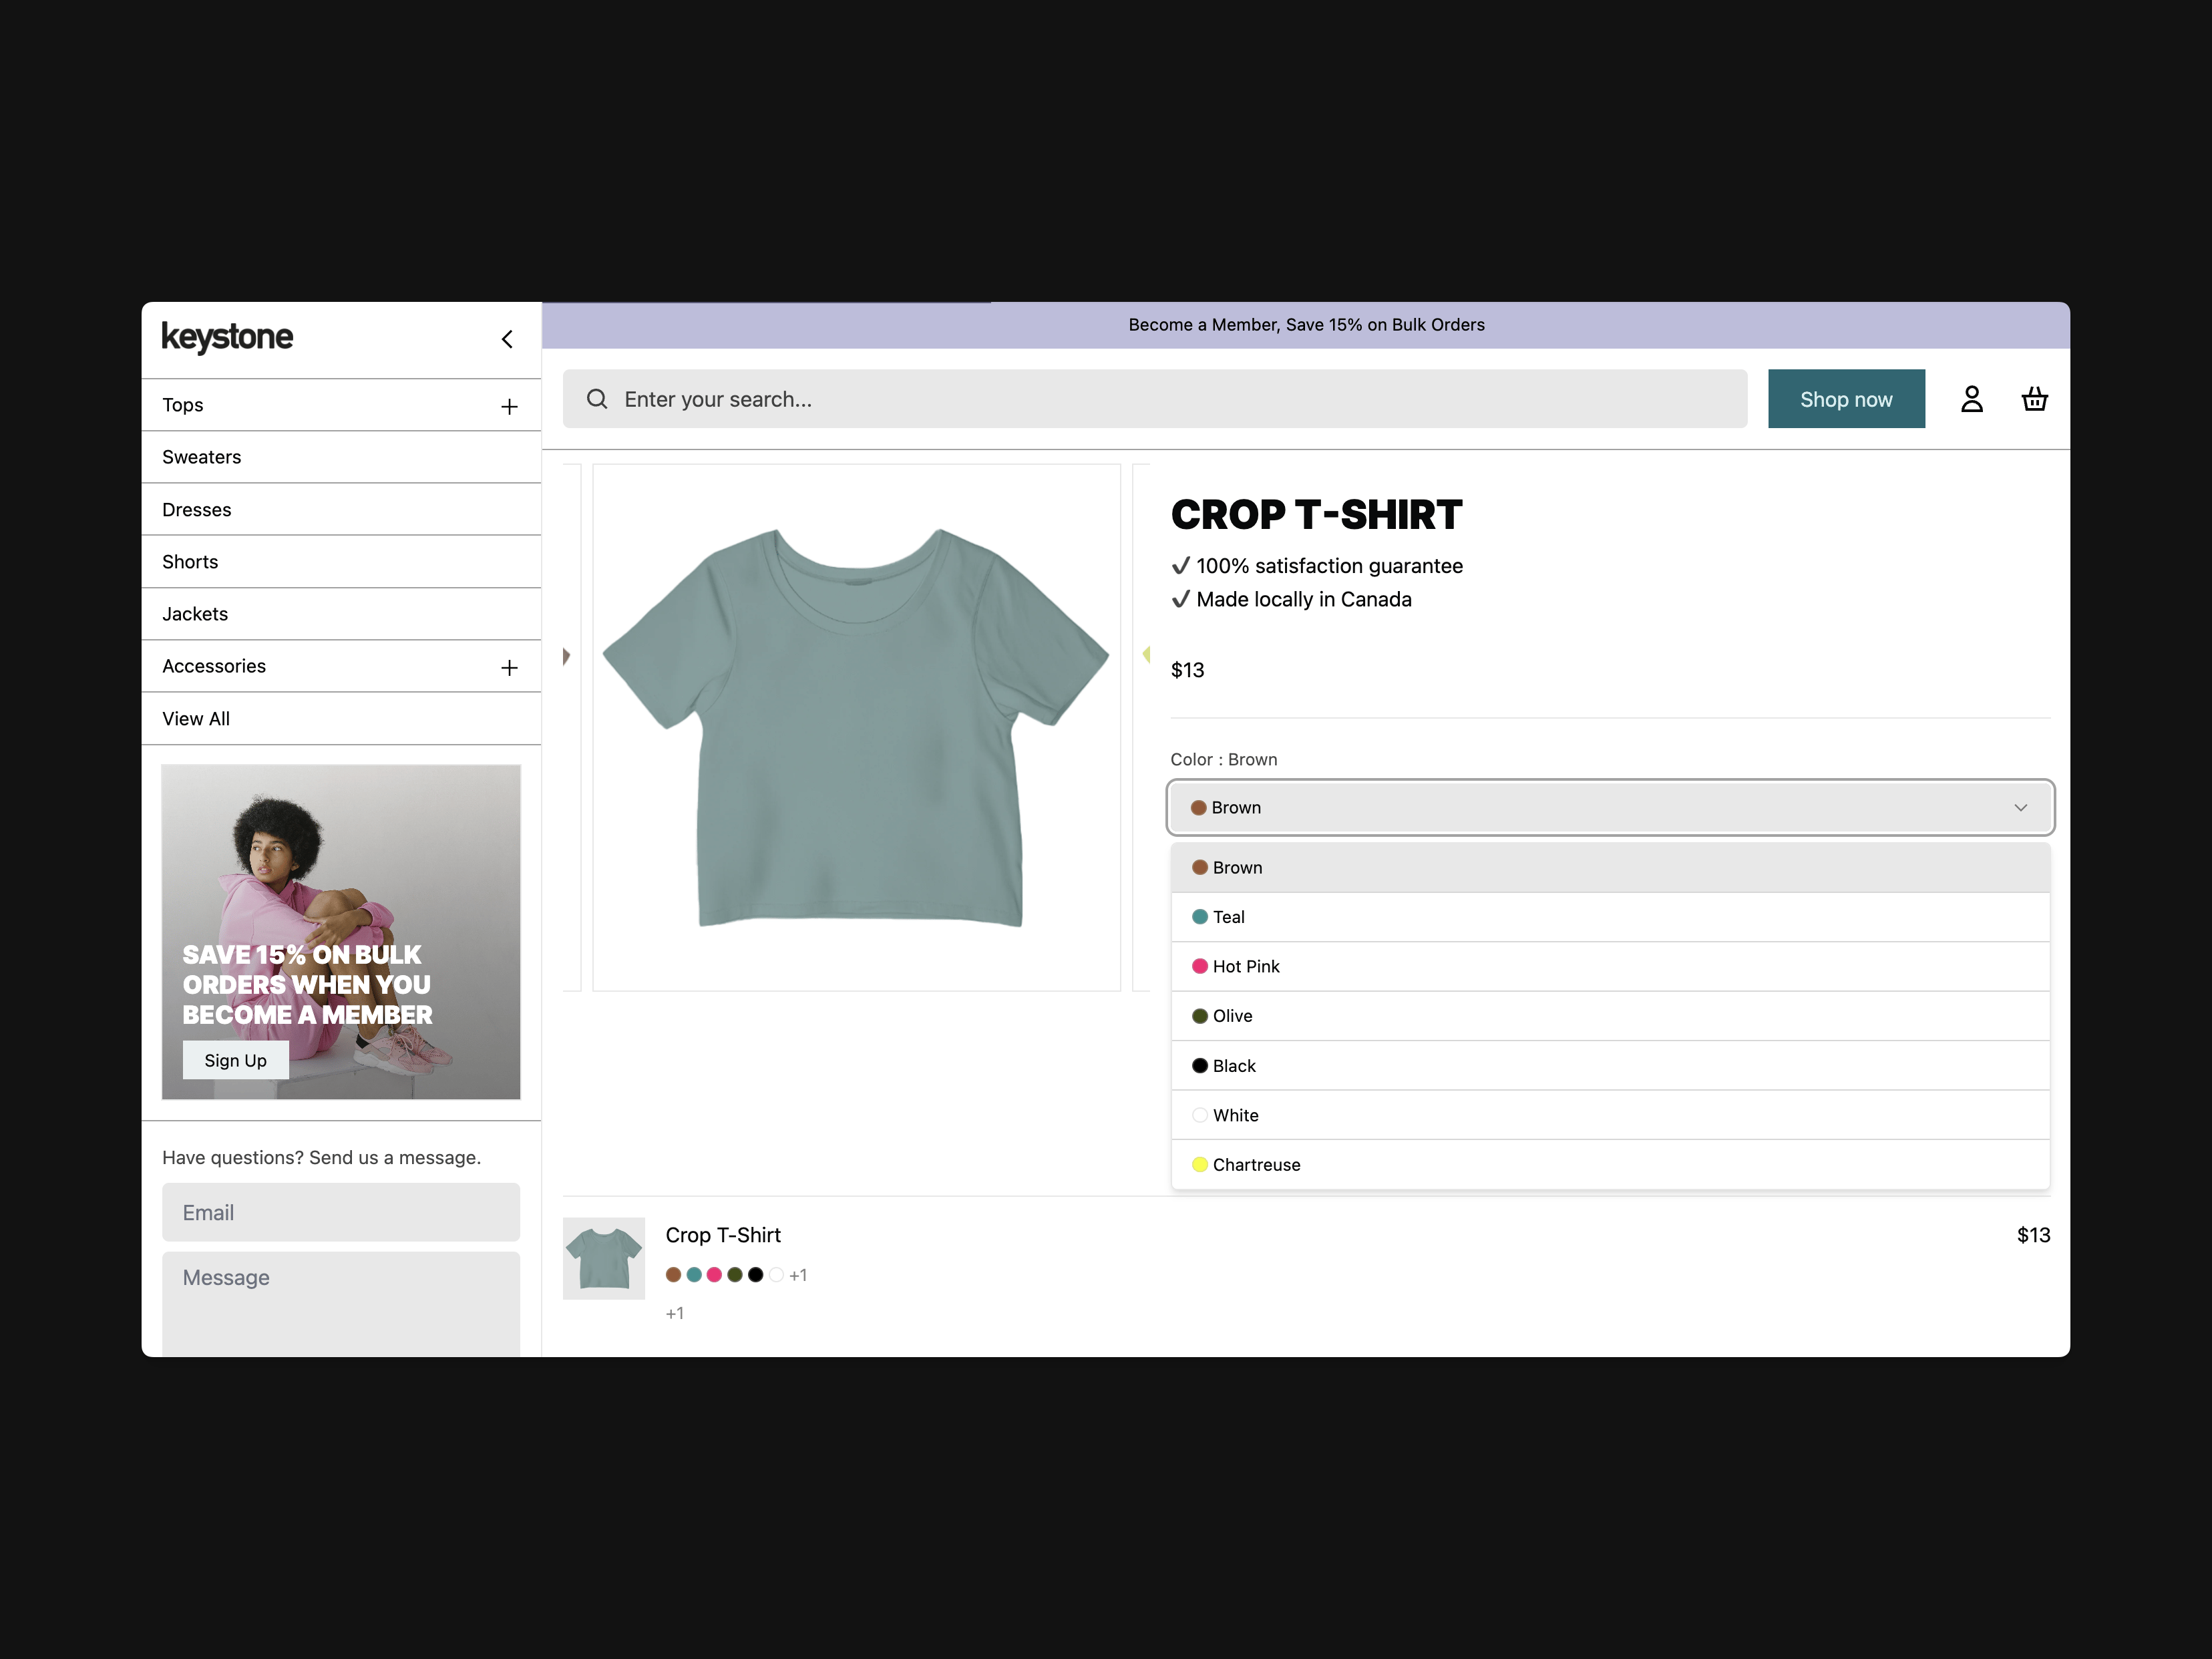 keystone
Tops
Sweaters
Dresses
Shorts
Jackets
Accessories
View All
SAVE 15% ON BULK
ORDERS WHEN YOU
BECOME A MEMBER
Sign Up
Have questions? Send us a message.
Email
Message
Become a Member, Save 15% on Bulk Orders
Enter your search...
Shop now
CROP T-SHIRT
✓ 100% satisfaction guarantee
✓ Made locally in Canada
$13
Color : Brown
Brown
Brown
Teal
Hot Pink
Olive
Black
White
Chartreuse
Crop T-Shirt
$13
+1
+1